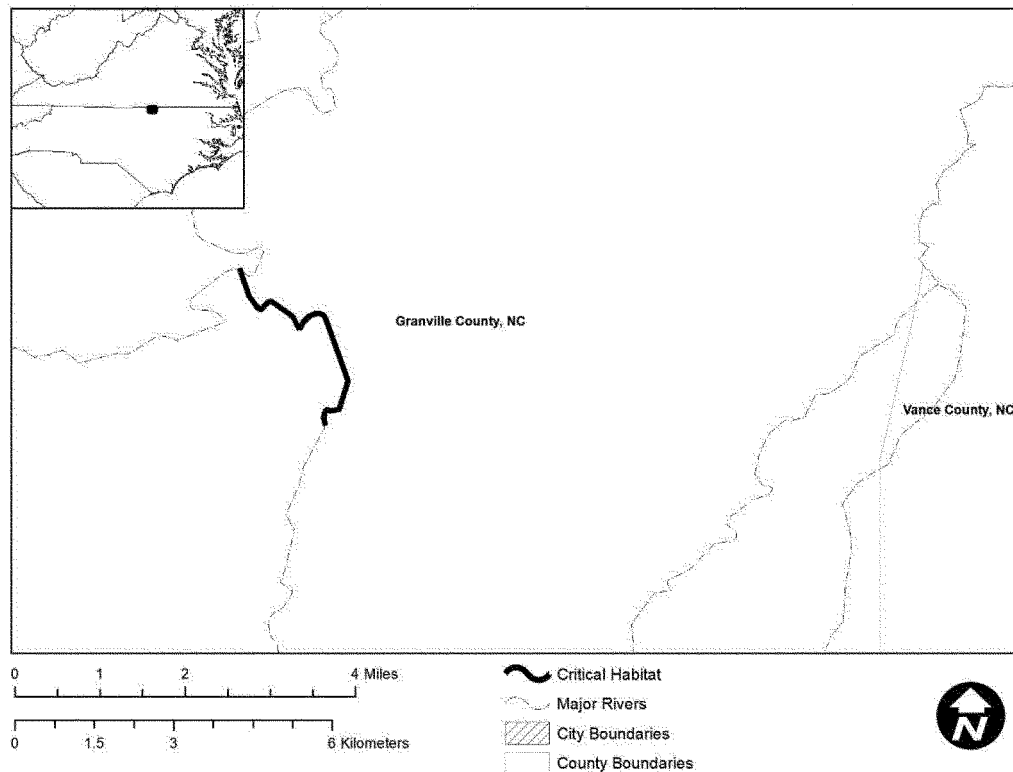 Granville County, NC
Vance County, NC
0 1 2 4 Miles
0 1.5 3 6 Kilometers
Critical Habitat
Major Rivers
City Boundaries
County Boundaries
N